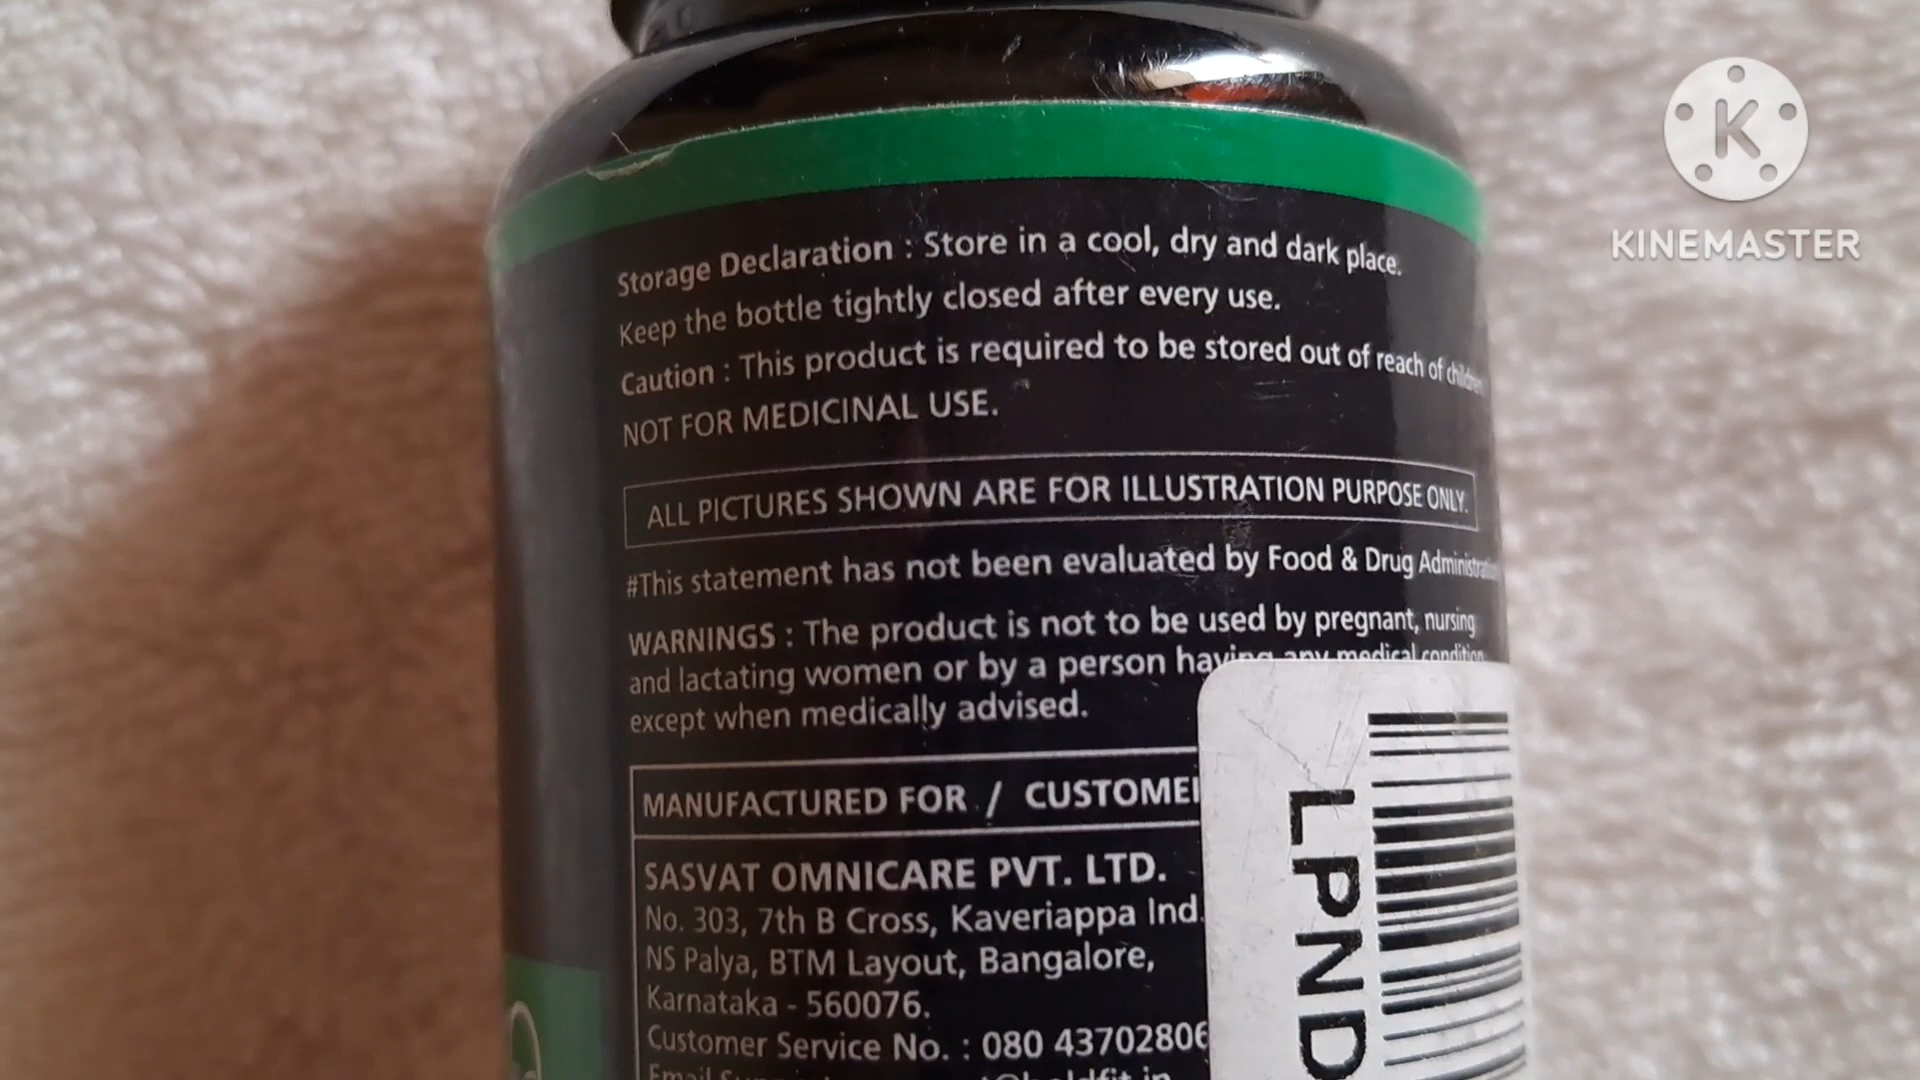 KINEMASTER
Storage Declaration : Store in a cool, dry and dark place.
Keep the bottle tightly closed after every use.
Caution : This product is required to be stored out of reach of children
NOT FOR MEDICINAL USE.
ALL PICTURES SHOWN ARE FOR ILLUSTRATION PURPOSE ONLY.
#This statement has not been evaluated by Food & Drug
WARNINGS : The product is not to be used by pregnant, nursing
and lactating women or by a person having any medical condition
except when medically advised.
MANUFACTURED FOR / CUSTOME
SASVAT OMNICARE PVT. LTD.
No. 303, 7th B Cross, Kaveriappa Ind.
NS Palya, BTM Layout, Bangalore,
Karnataka - 560076.
Customer Service No. : 080 43702806
LPND